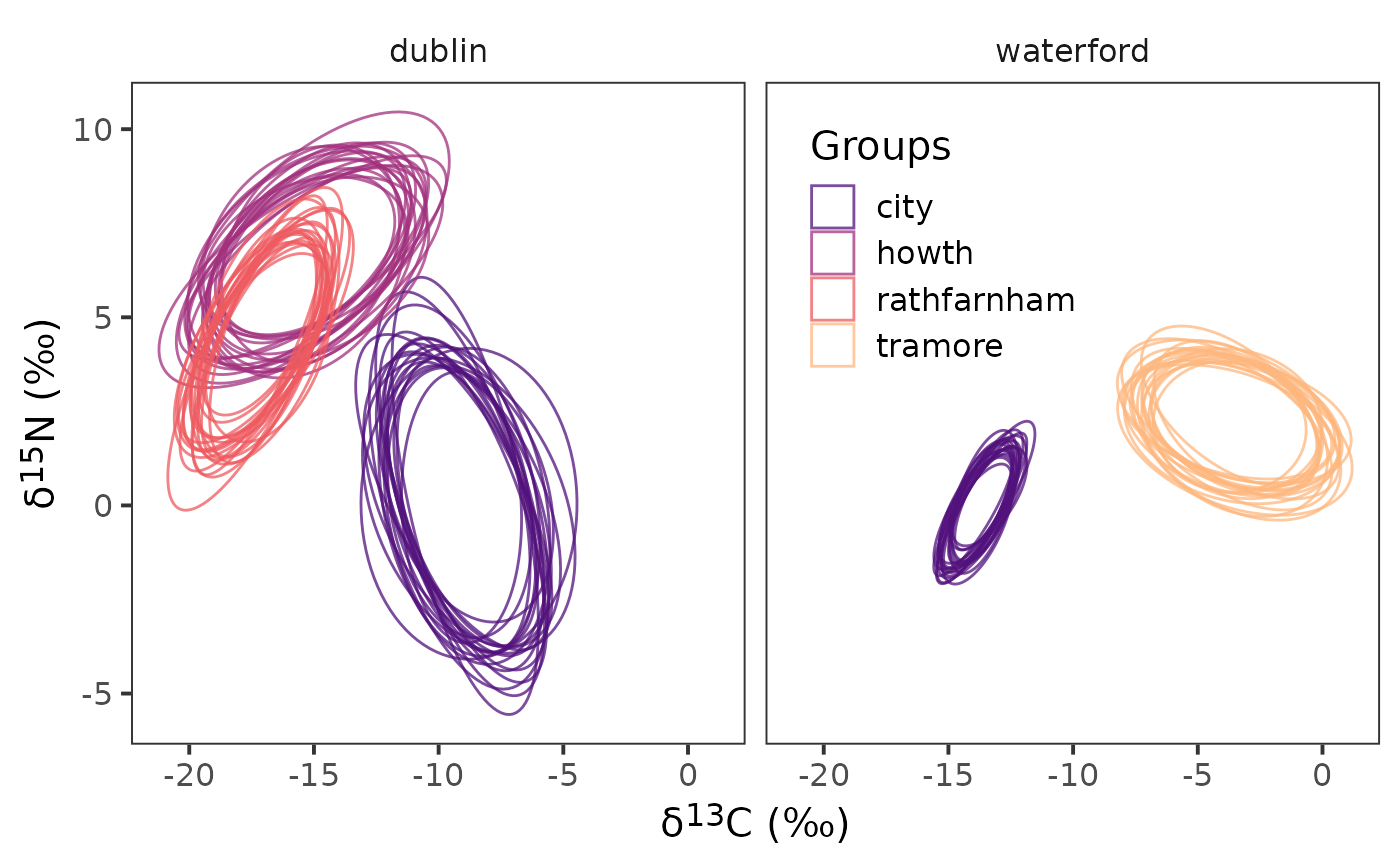 dublin
waterford
Groups
city
howth
rathfarnham
tramore
δ15N (‰)
10
5
0
-5
-20 -15 -10 -5 0
-20 -15 -10 -5 0
δ13C (‰)